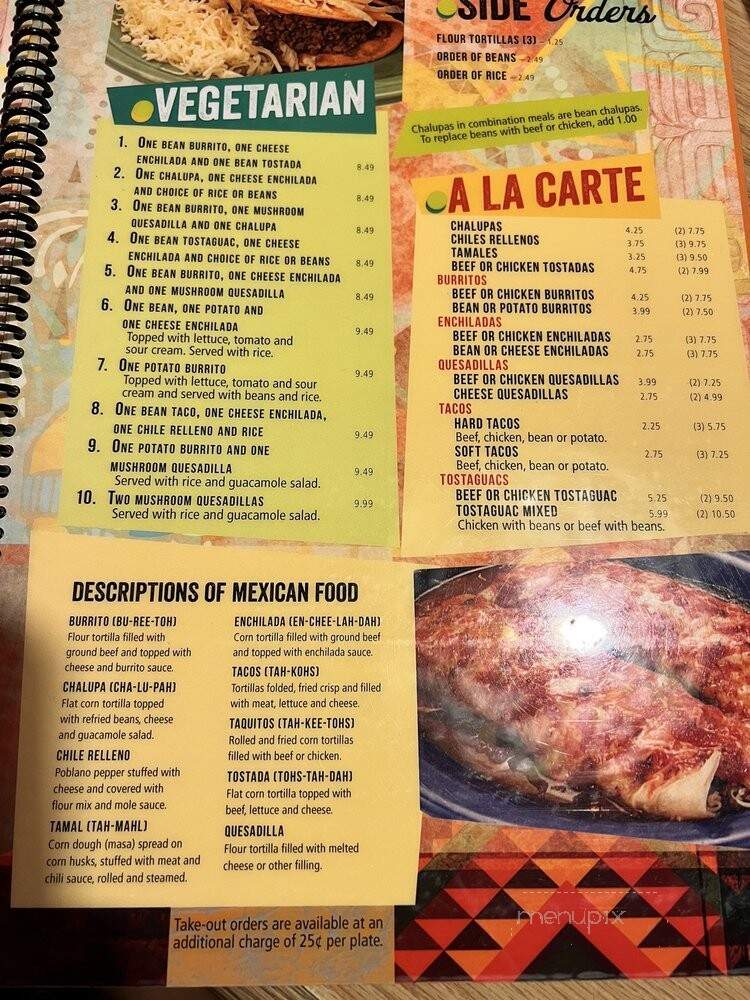 SIDE Orders
FLOUR TORTILLAS (3) – 1.25
ORDER OF BEANS – 2.49
ORDER OF RICE – 2.49
Chalupas in combination meals are bean chalupas.
To replace beans with beef or chicken, add 1.00
VEGETARIAN
1. ONE BEAN BURRITO, ONE CHEESE
ENCHILADA AND ONE BEAN TOSTADA 8.49
2. ONE CHALUPA, ONE CHEESE ENCHILADA
AND CHOICE OF RICE OR BEANS 8.49
3. ONE BEAN BURRITO, ONE MUSHROOM
QUESADILLA AND ONE CHALUPA 8.49
4. ONE BEAN TOSTAGUAC, ONE CHEESE
ENCHILADA AND CHOICE OF RICE OR BEANS 8.49
5. ONE BEAN BURRITO, ONE CHEESE ENCHILADA
AND ONE MUSHROOM QUESADILLA 8.49
6. ONE BEAN, ONE POTATO AND
ONE CHEESE ENCHILADA 9.49
Topped with lettuce, tomato and
sour cream. Served with rice.
7. ONE POTATO BURRITO 9.49
Topped with lettuce, tomato and sour
cream and served with beans and rice.
8. ONE BEAN TACO, ONE CHEESE ENCHILADA,
ONE CHILE RELLENO AND RICE 9.49
9. ONE POTATO BURRITO AND ONE
MUSHROOM QUESADILLA 9.49
Served with rice and guacamole salad.
10. TWO MUSHROOM QUESADILLAS 9.99
Served with rice and guacamole salad.
A LA CARTE
CHALUPAS 4.25 (2) 7.75
CHILES RELLENOS 3.75 (3) 9.75
TAMALES 3.25 (3) 9.50
BEEF OR CHICKEN TOSTADAS 4.75 (2) 7.99
BURRITOS
BEEF OR CHICKEN BURRITOS 4.25 (2) 7.75
BEAN OR POTATO BURRITOS 3.99 (2) 7.50
ENCHILADAS
BEEF OR CHICKEN ENCHILADAS 2.75 (3) 7.75
BEAN OR CHEESE ENCHILADAS 2.75 (3) 7.75
QUESADILLAS
BEEF OR CHICKEN QUESADILLAS 3.99 (2) 7.25
CHEESE QUESADILLAS 2.75 (2) 4.99
TACOS
HARD TACOS 2.25 (3) 5.75
Beef, chicken, bean or potato.
SOFT TACOS 2.75 (3) 7.25
Beef, chicken, bean or potato.
TOSTAGUACS
BEEF OR CHICKEN TOSTAGUAC 5.25 (2) 9.50
TOSTAGUAC MIXED 5.99 (2) 10.50
Chicken with beans or beef with beans.
DESCRIPTIONS OF MEXICAN FOOD
BURRITO (BU-REE-TOH)
Flour tortilla filled with
ground beef and topped with
cheese and burrito sauce.
CHALUPA (CHA-LU-PAH)
Flat corn tortilla topped
with refried beans, cheese
and guacamole salad.
CHILE RELLENO
Poblano pepper stuffed with
cheese and covered with
flour mix and mole sauce.
TAMAL (TAH-MAHL)
Corn dough (masa) spread on
corn husks, stuffed with meat and
chili sauce, rolled and steamed.
ENCHILADA (EN-CHEE-LAH-DAH)
Corn tortilla filled with ground beef
and topped with enchilada sauce.
TACOS (TAH-KOHS)
Tortillas folded, fried crisp and filled
with meat, lettuce and cheese.
TAQUITOS (TAH-KEE-TOHS)
Rolled and fried corn tortillas
filled with beef or chicken.
TOSTADA (TOHS-TAH-DAH)
Flat corn tortilla topped with
beef, lettuce and cheese.
QUESADILLA
Flour tortilla filled with melted
cheese or other filling.
Take-out orders are available at an
additional charge of 25¢ per plate.
menupix